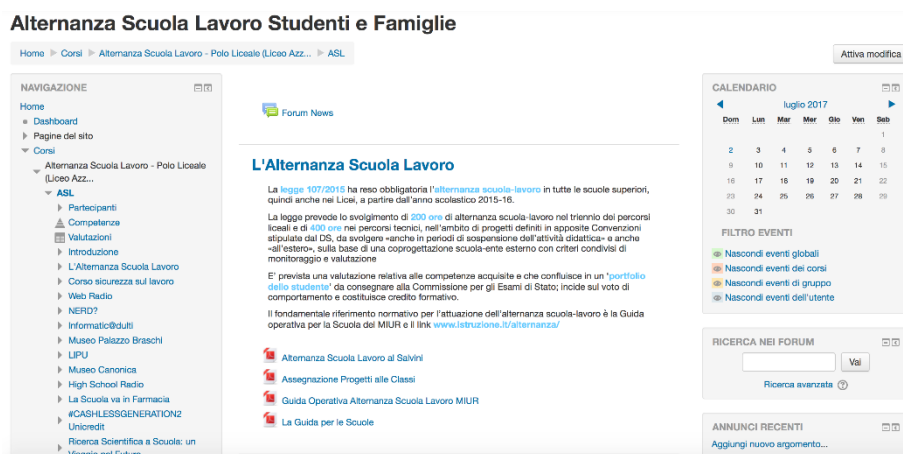 Alternanza Scuola Lavoro Studenti e Famiglie
Home Corsi Alternanza Scuola Lavoro - Polo Liceale (Liceo Azz... ASL
Attiva modifica
NAVIGAZIONE
Home
Dashboard
Pagine del sito
Corsi
Alternanza Scuola Lavoro - Polo Liceale
(Liceo Azz...
ASL
Partecipanti
Competenze
Valutazioni
Introduzione
L'Alternanza Scuola Lavoro
Corso sicurezza sul lavoro
Web Radio
NERD?
Informatic@dulti
Museo Palazzo Braschi
LIPU
Museo Canonica
High School Radio
La Scuola va in Farmacia
#CASHLESSGENERATION2
Unicredit
Ricerca Scientifica a Scuola: un
Viaggio nel Futuro
Forum News
L'Alternanza Scuola Lavoro
La legge 107/2015 ha reso obbligatoria l'alternanza scuola-lavoro in tutte le scuole superiori,
quindi anche nei Licei, a partire dall'anno scolastico 2015-16.
La legge prevede lo svolgimento di 200 ore di alternanza scuola-lavoro nel triennio dei percorsi
liceali e di 400 ore nei percorsi tecnici, nell'ambito di progetti definiti in apposite Convenzioni
stipulate dal DS, da svolgere «anche in periodi di sospensione dell'attività didattica» e anche
«all'estero», sulla base di una coprogettazione scuola-ente esterno con criteri condivisi di
monitoraggio e valutazione
E' prevista una valutazione relativa alle competenze acquisite e che confluisce in un 'portfolio
dello studente' da consegnare alla Commissione per gli Esami di Stato; incide sul voto di
comportamento e costituisce credito formativo.
Il fondamentale riferimento normativo per l'attuazione dell'alternanza scuola-lavoro è la Guida
operativa per la Scuola del MIUR e il link www.istruzione.it/alternanza/
Alternanza Scuola Lavoro al Salvini
Assegnazione Progetti alle Classi
Guida Operativa Alternanza Scuola Lavoro MIUR
La Guida per le Scuole
CALENDARIO
luglio 2017
Dom Lun Mar Mer Gio Ven Sab
1
2 3 4 5 6 7 8
9 10 11 12 13 14 15
16 17 18 19 20 21 22
23 24 25 26 27 28 29
30 31
FILTRO EVENTI
Nascondi eventi globali
Nascondi eventi dei corsi
Nascondi eventi di gruppo
Nascondi eventi dell'utente
RICERCA NEI FORUM
Vai
Ricerca avanzata
ANNUNCI RECENTI
Aggiungi nuovo argomento...